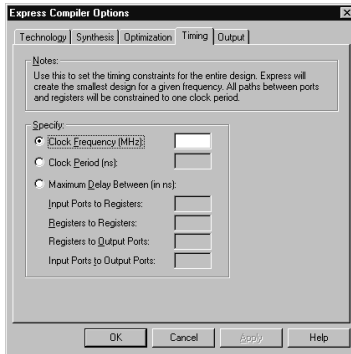 Express Compiler Options
Technology Synthesis Optimization Timing Output
Notes:
Use this to set the timing constraints for the entire design. Express will
create the smallest design for a given frequency. All paths between ports
and registers will be constrained to one clock period.
Specify:
Clock Frequency (MHz):
Clock Period (ns):
Maximum Delay Between (in ns):
Input Ports to Registers:
Registers to Registers:
Registers to Output Ports:
Input Ports to Output Ports:
OK Cancel Apply Help